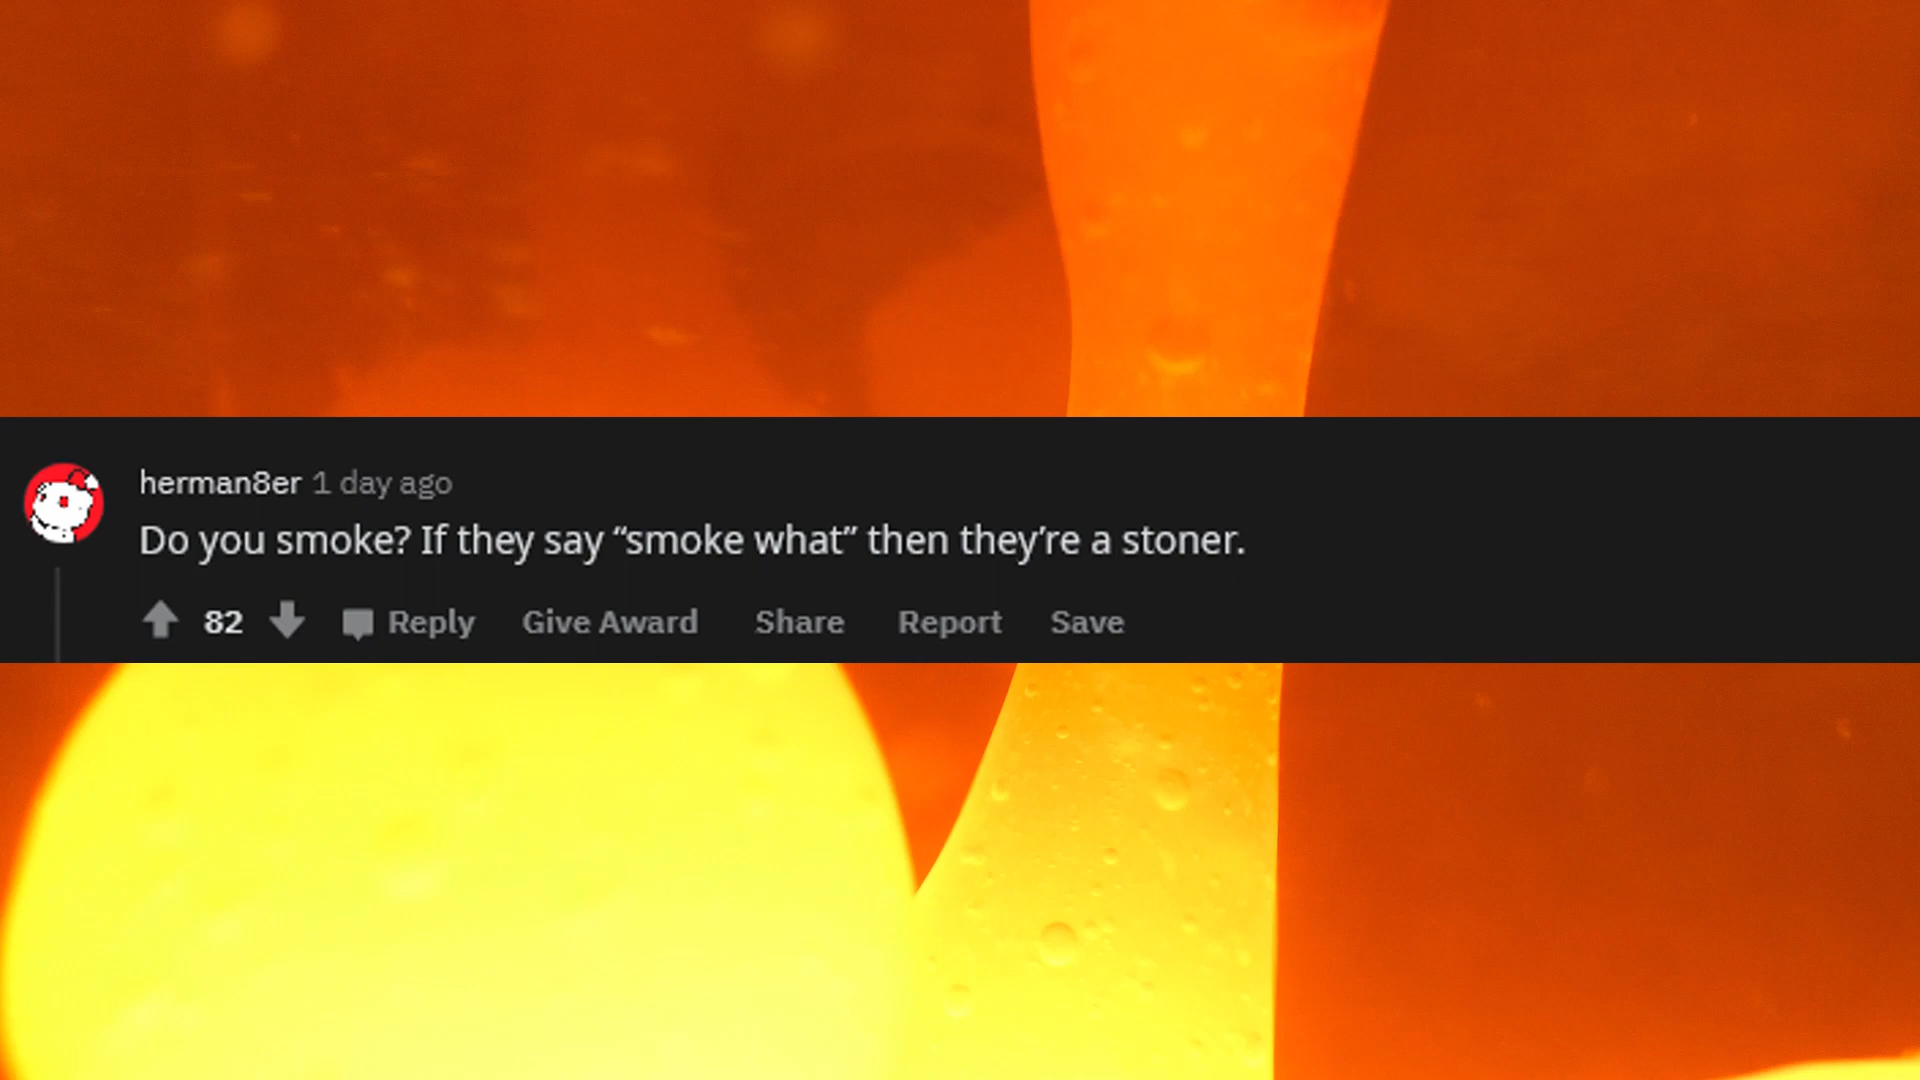 herman8er 1 day ago
Do you smoke? If they say “smoke what” then they’re a stoner.
82 Reply Give Award Share Report Save